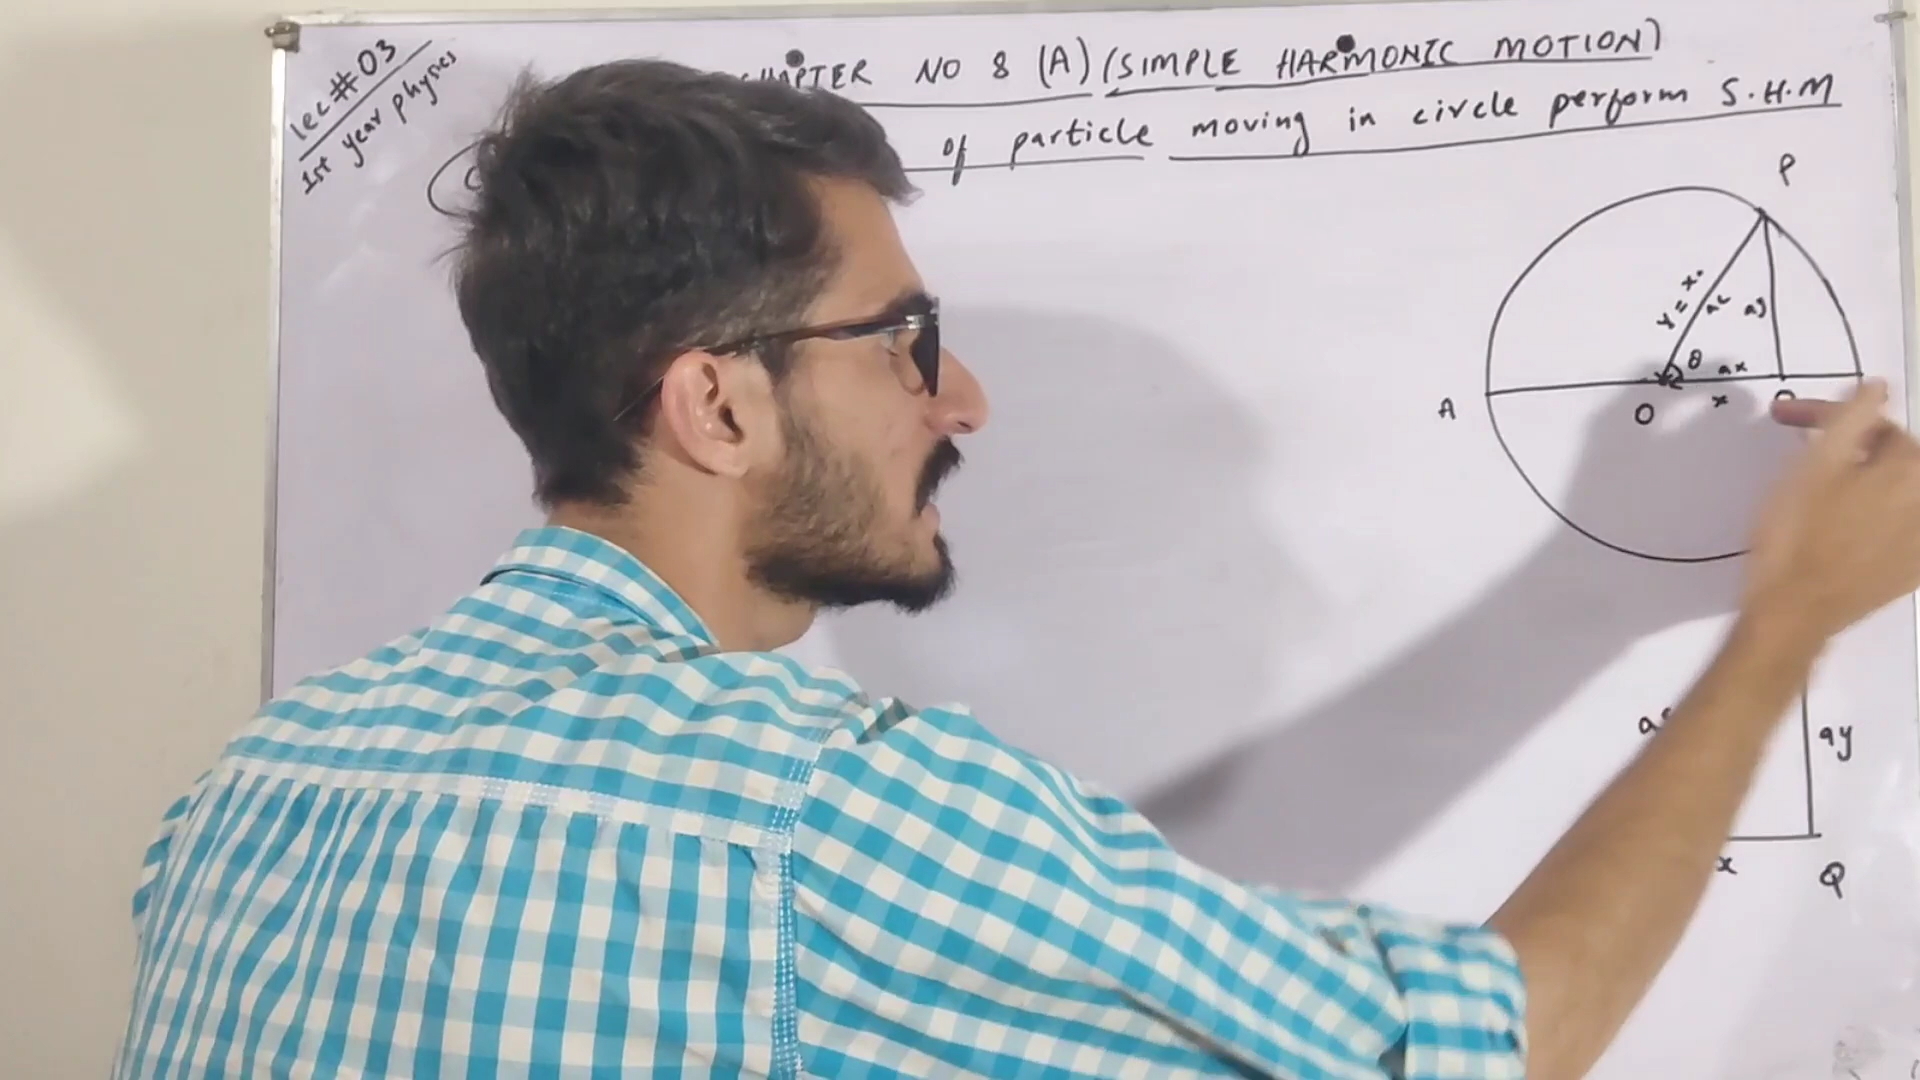 lec#03
1st year physics
CHAPTER NO 8 (A) (SIMPLE HARMONIC MOTION)
of particle moving in circle perform S.H.M
P
ac
ay
θ
ax
A
O
x
ay
x
Q